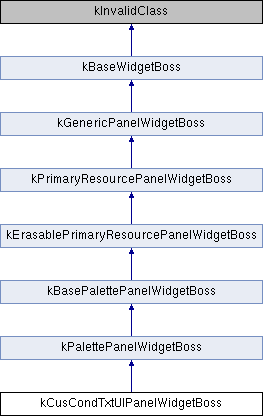 kInvalidClass
kBaseWidgetBoss
kGenericPanelWidgetBoss
kPrimaryResourcePanelWidgetBoss
kErasablePrimaryResourcePanelWidgetBoss
kBasePalettePanelWidgetBoss
kPalettePanelWidgetBoss
kCusCondTxtUIPanelWidgetBoss